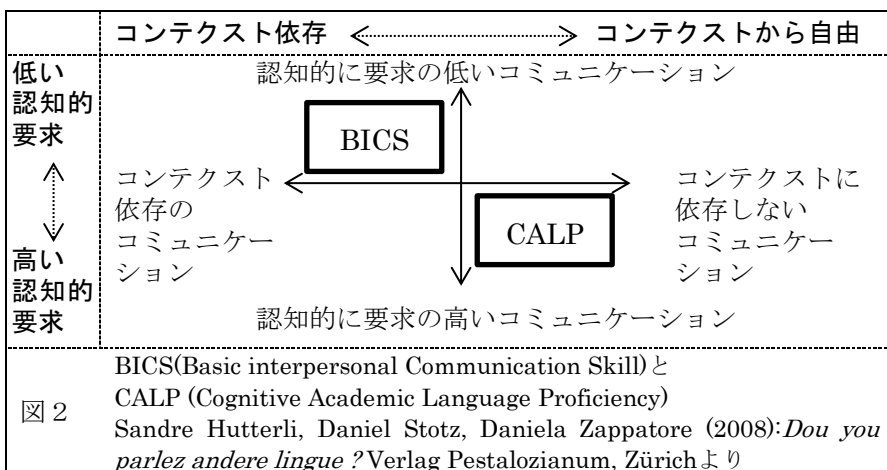 コンテクスト依存 コンテクストから自由
低い
認知的
要求
高い
認知的
要求
認知的に要求の低いコミュニケーション
BICS
コンテクスト
依存の
コミュニケー
ション
コンテクストに
依存しない
コミュニケー
ション
CALP
認知的に要求の高いコミュニケーション
図2
BICS(Basic interpersonal Communication Skill)と
CALP (Cognitive Academic Language Proficiency)
Sandre Hutterli, Daniel Stotz, Daniela Zappatore (2008):Dou you
parlez andere lingue ? Verlag Pestalozianum, Zürichより